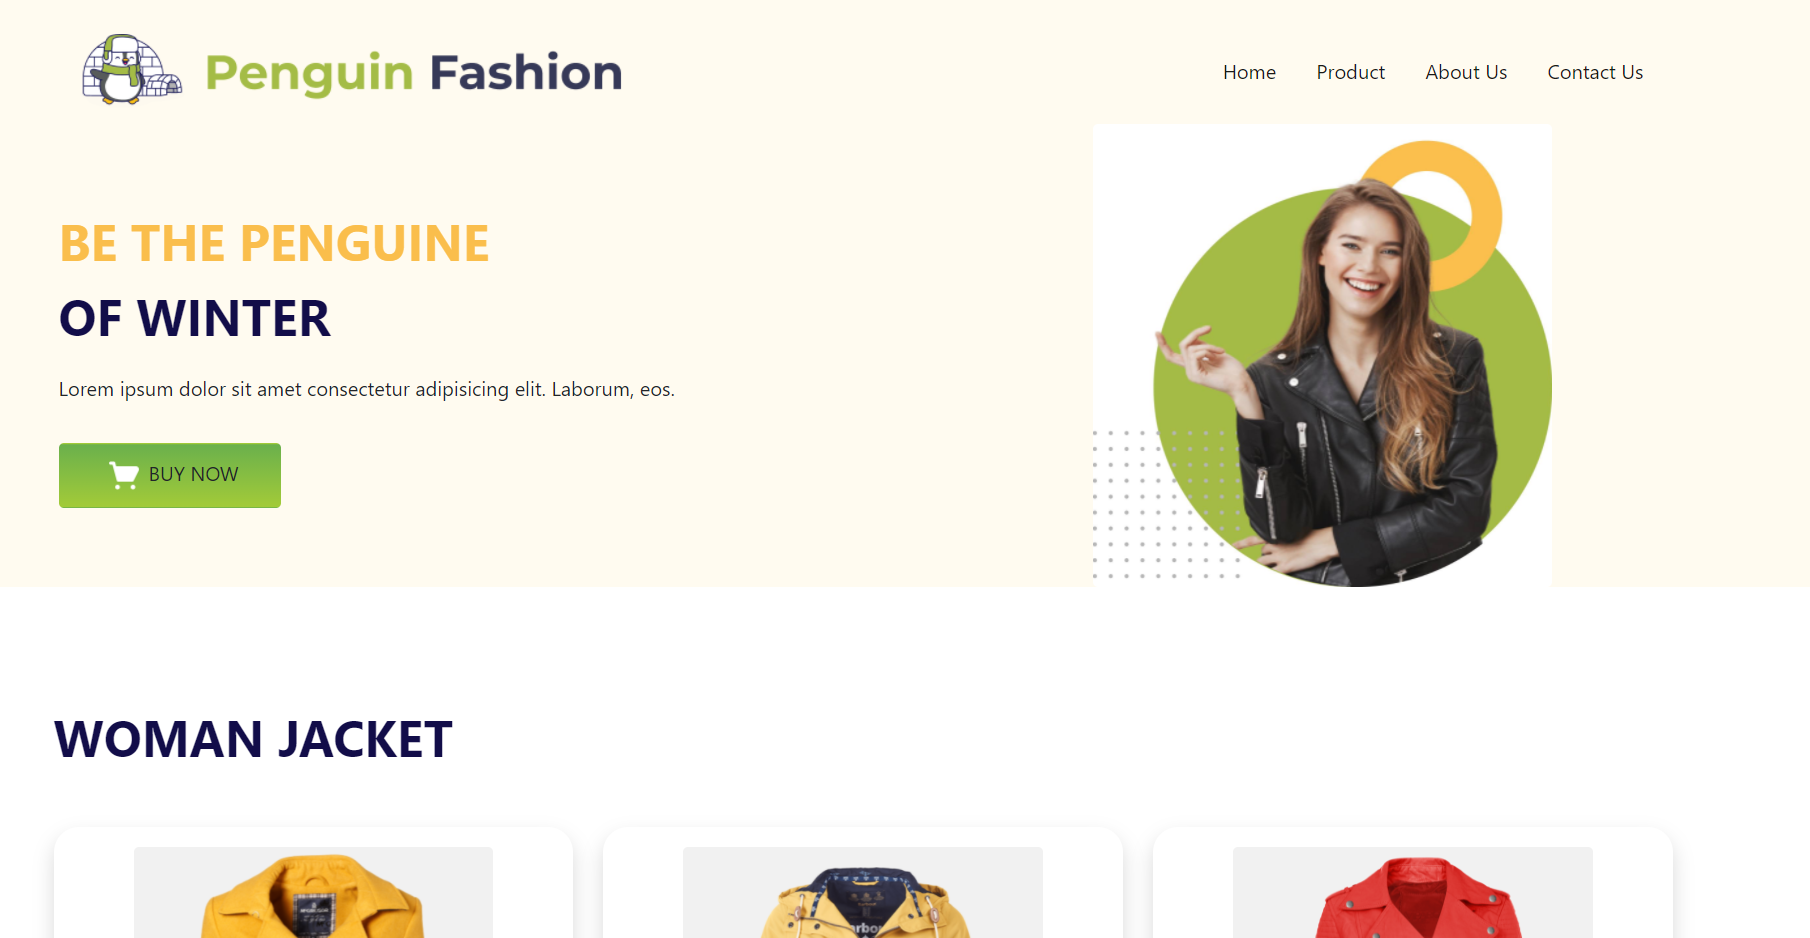 Penguin Fashion
Home Product About Us Contact Us
BE THE PENGUINE
OF WINTER
Lorem ipsum dolor sit amet consectetur adipisicing elit. Laborum, eos.
BUY NOW
WOMAN JACKET